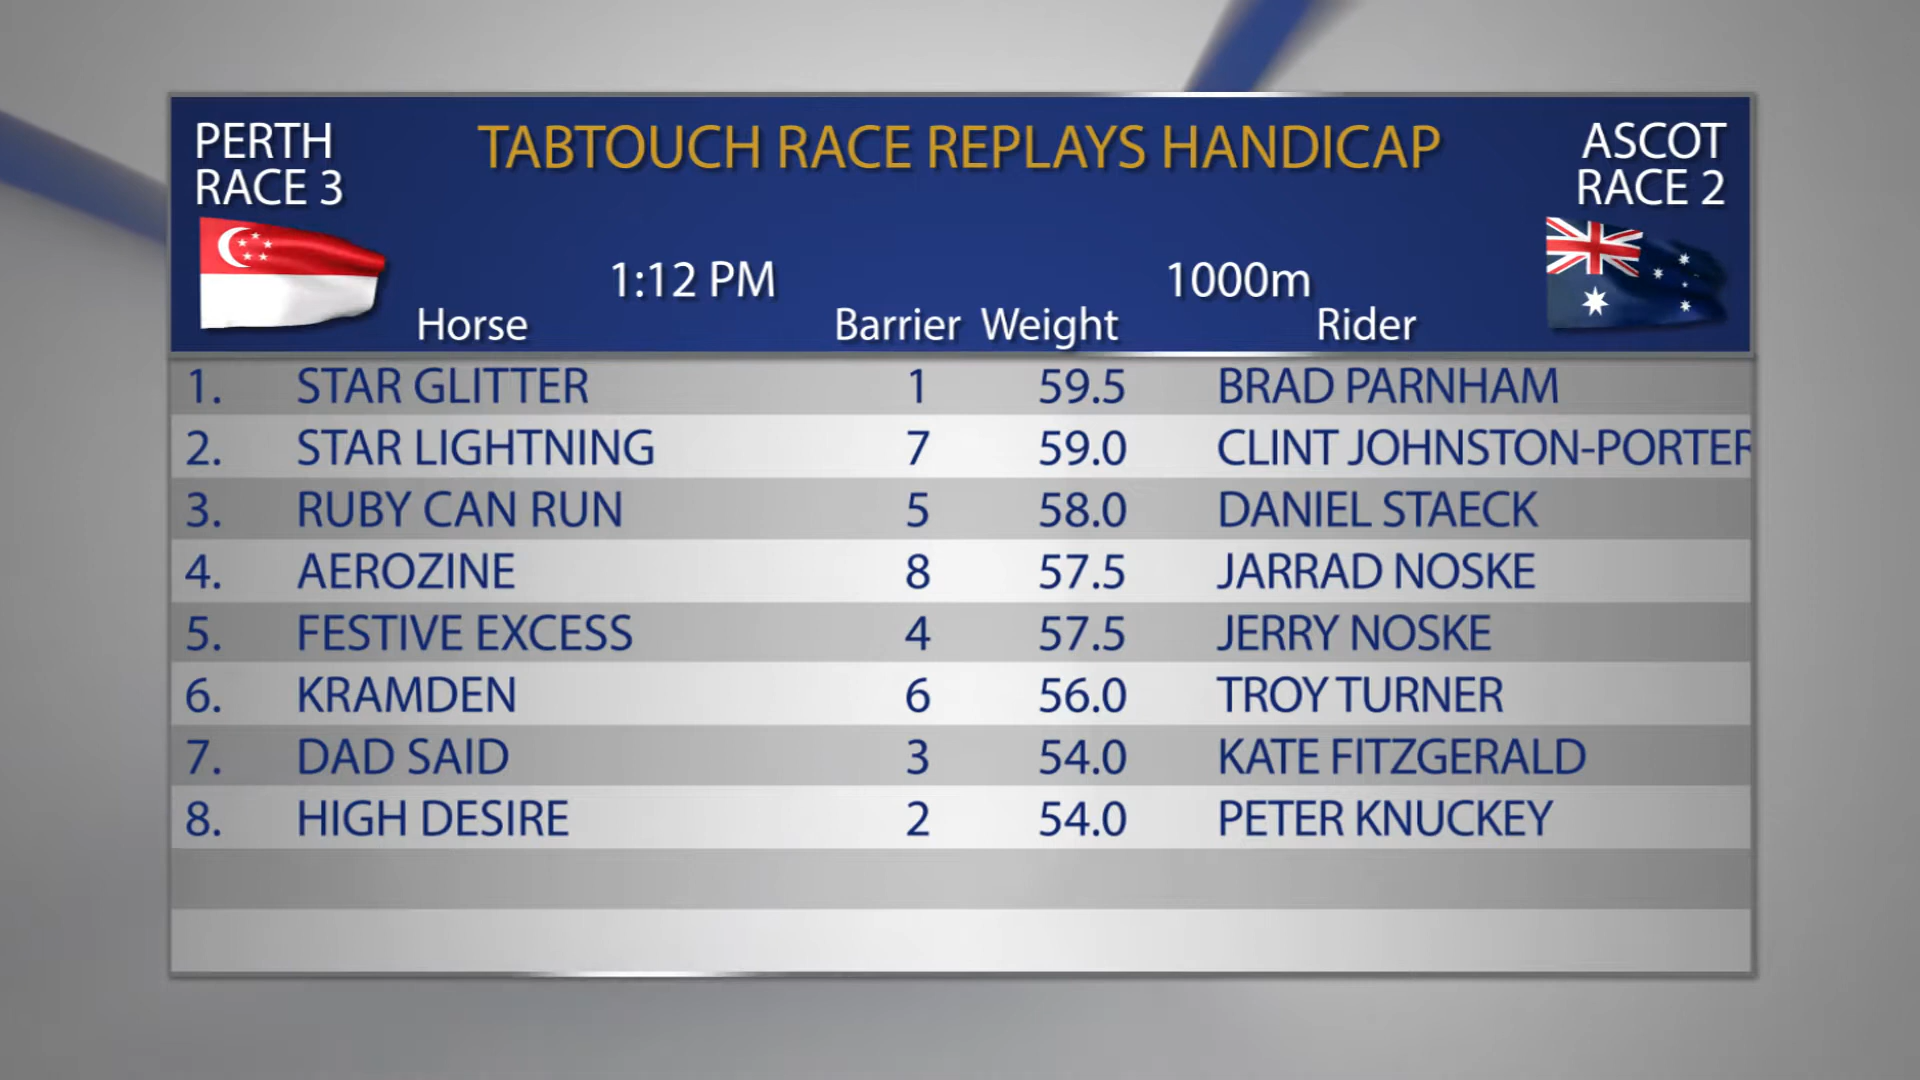 PERTH
RACE 3
TABTOUCH RACE REPLAYS HANDICAP
ASCOT
RACE 2
1:12 PM 1000m
Horse Barrier Weight Rider
1. STAR GLITTER 1 59.5 BRAD PARNHAM
2. STAR LIGHTNING 7 59.0 CLINT JOHNSTON-PORTER
3. RUBY CAN RUN 5 58.0 DANIEL STAECK
4. AEROZINE 8 57.5 JARRAD NOSKE
5. FESTIVE EXCESS 4 57.5 JERRY NOSKE
6. KRAMDEN 6 56.0 TROY TURNER
7. DAD SAID 3 54.0 KATE FITZGERALD
8. HIGH DESIRE 2 54.0 PETER KNUCKEY